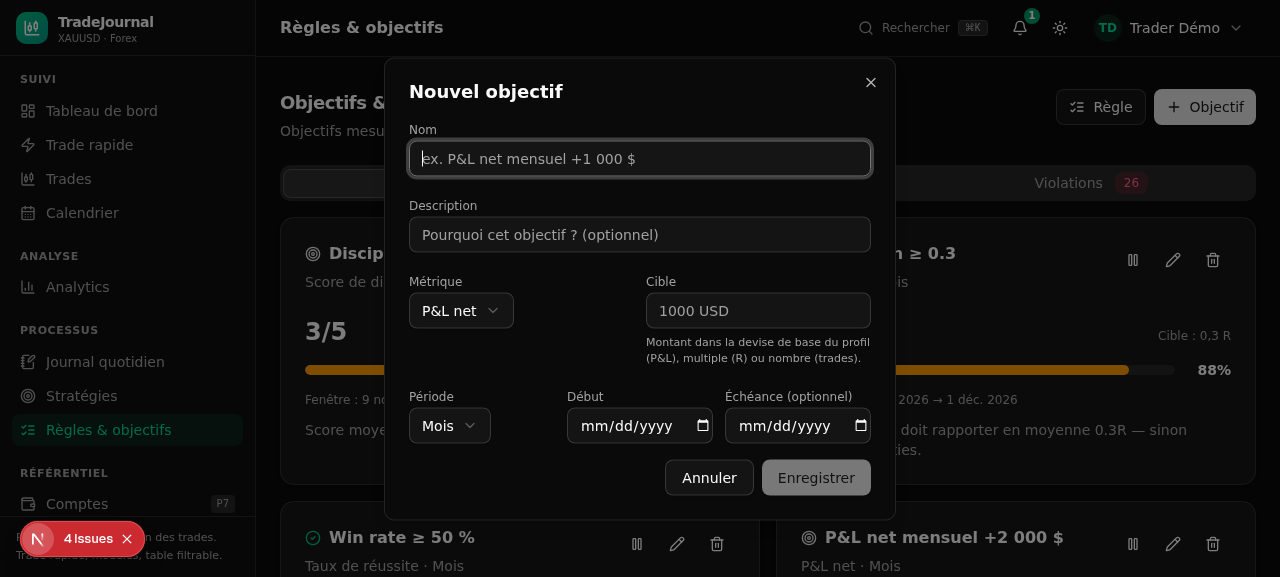 TradeJournal
XAUUSD · Forex
SUIVI
Tableau de bord
Trade rapide
Trades
Calendrier
ANALYSE
Analytics
PROCESSUS
Journal quotidien
Stratégies
Règles & objectifs
RÉFÉRENTIEL
Comptes P7
on des trades.
table filtrable.
4 Issues
Règles & objectifs
Rechercher ⌘K
1
TD Trader Démo
Objectifs &
Objectifs mesu
Règle
Objectif
Violations 26
Discip
Score de di
3/5
Fenêtre : 9 no
Score moye
n ≥ 0.3
is
Cible : 0,3 R
88%
2026 → 1 déc. 2026
doit rapporter en moyenne 0.3R — sinon
ies.
Win rate ≥ 50 %
Taux de réussite · Mois
P&L net mensuel +2 000 $
P&L net · Mois
Nouvel objectif
Nom
ex. P&L net mensuel +1 000 $
Description
Pourquoi cet objectif ? (optionnel)
Métrique
P&L net
Cible
1000 USD
Montant dans la devise de base du profil
(P&L), multiple (R) ou nombre (trades).
Période
Mois
Début
mm/dd/yyyy
Échéance (optionnel)
mm/dd/yyyy
Annuler
Enregistrer